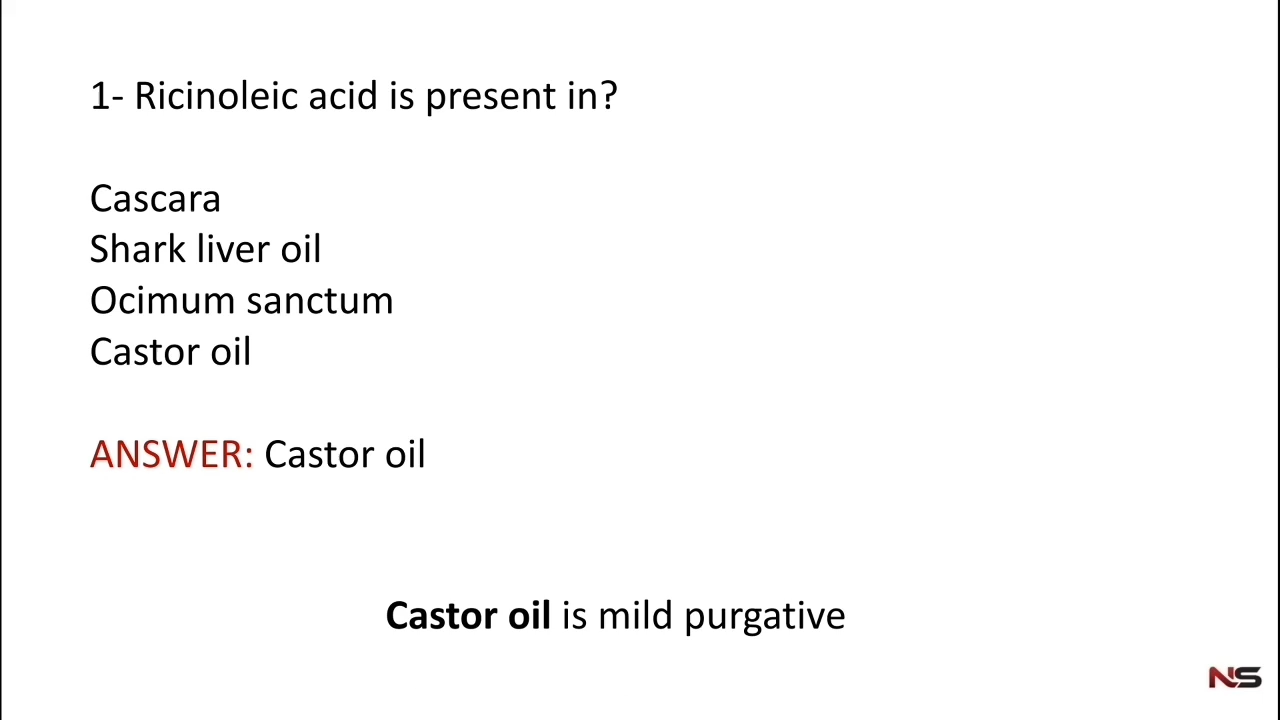 1- Ricinoleic acid is present in?
Cascara
Shark liver oil
Ocimum sanctum
Castor oil
ANSWER: Castor oil
Castor oil is mild purgative
NS